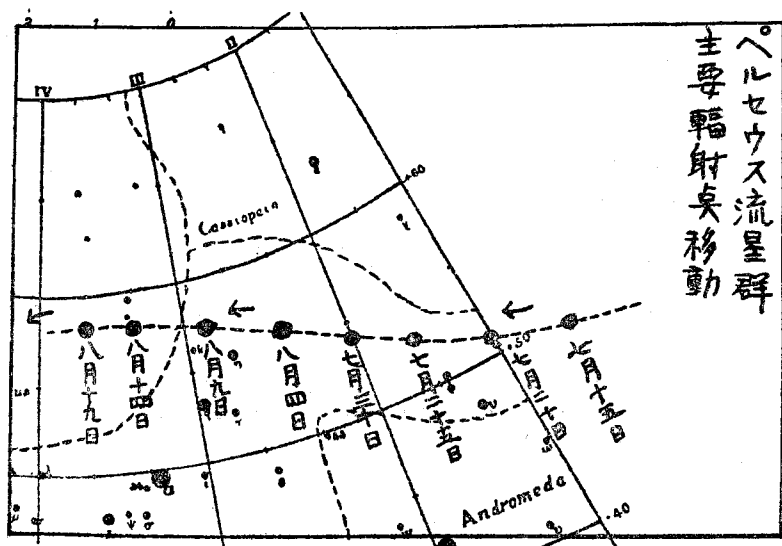 ペルセウス流星群
主要輻射点移動
2 1 0
IV III II
60
Cassiopeia
50
七月十五日
七月二十日
七月二十五日
七月三十日
八月四日
八月九日
八月十四日
八月十九日
Andromeda
40